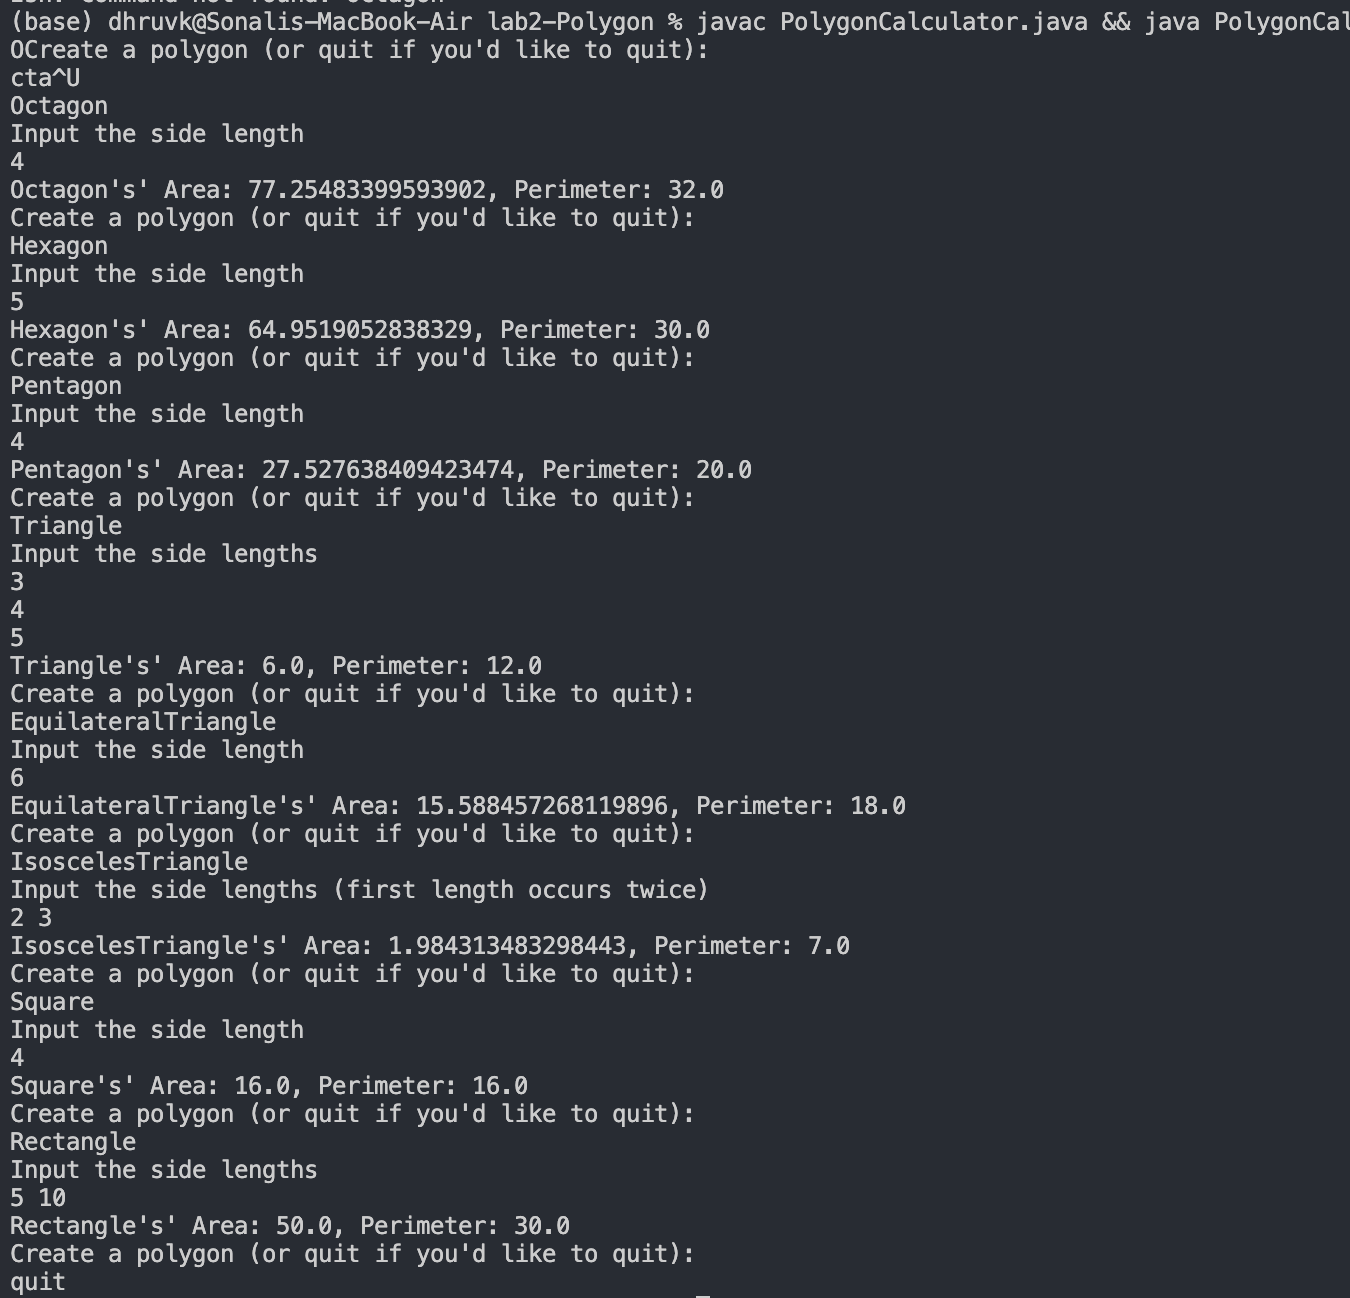 (base) dhruvk@Sonalis-MacBook-Air lab2-Polygon % javac PolygonCalculator.java && java PolygonCal
OCreate a polygon (or quit if you'd like to quit):
cta^U
Octagon
Input the side length
4
Octagon's' Area: 77.25483399593902, Perimeter: 32.0
Create a polygon (or quit if you'd like to quit):
Hexagon
Input the side length
5
Hexagon's' Area: 64.9519052838329, Perimeter: 30.0
Create a polygon (or quit if you'd like to quit):
Pentagon
Input the side length
4
Pentagon's' Area: 27.527638409423474, Perimeter: 20.0
Create a polygon (or quit if you'd like to quit):
Triangle
Input the side lengths
3
4
5
Triangle's' Area: 6.0, Perimeter: 12.0
Create a polygon (or quit if you'd like to quit):
EquilateralTriangle
Input the side length
6
EquilateralTriangle's' Area: 15.588457268119896, Perimeter: 18.0
Create a polygon (or quit if you'd like to quit):
IsoscelesTriangle
Input the side lengths (first length occurs twice)
2 3
IsoscelesTriangle's' Area: 1.984313483298443, Perimeter: 7.0
Create a polygon (or quit if you'd like to quit):
Square
Input the side length
4
Square's' Area: 16.0, Perimeter: 16.0
Create a polygon (or quit if you'd like to quit):
Rectangle
Input the side lengths
5 10
Rectangle's' Area: 50.0, Perimeter: 30.0
Create a polygon (or quit if you'd like to quit):
quit